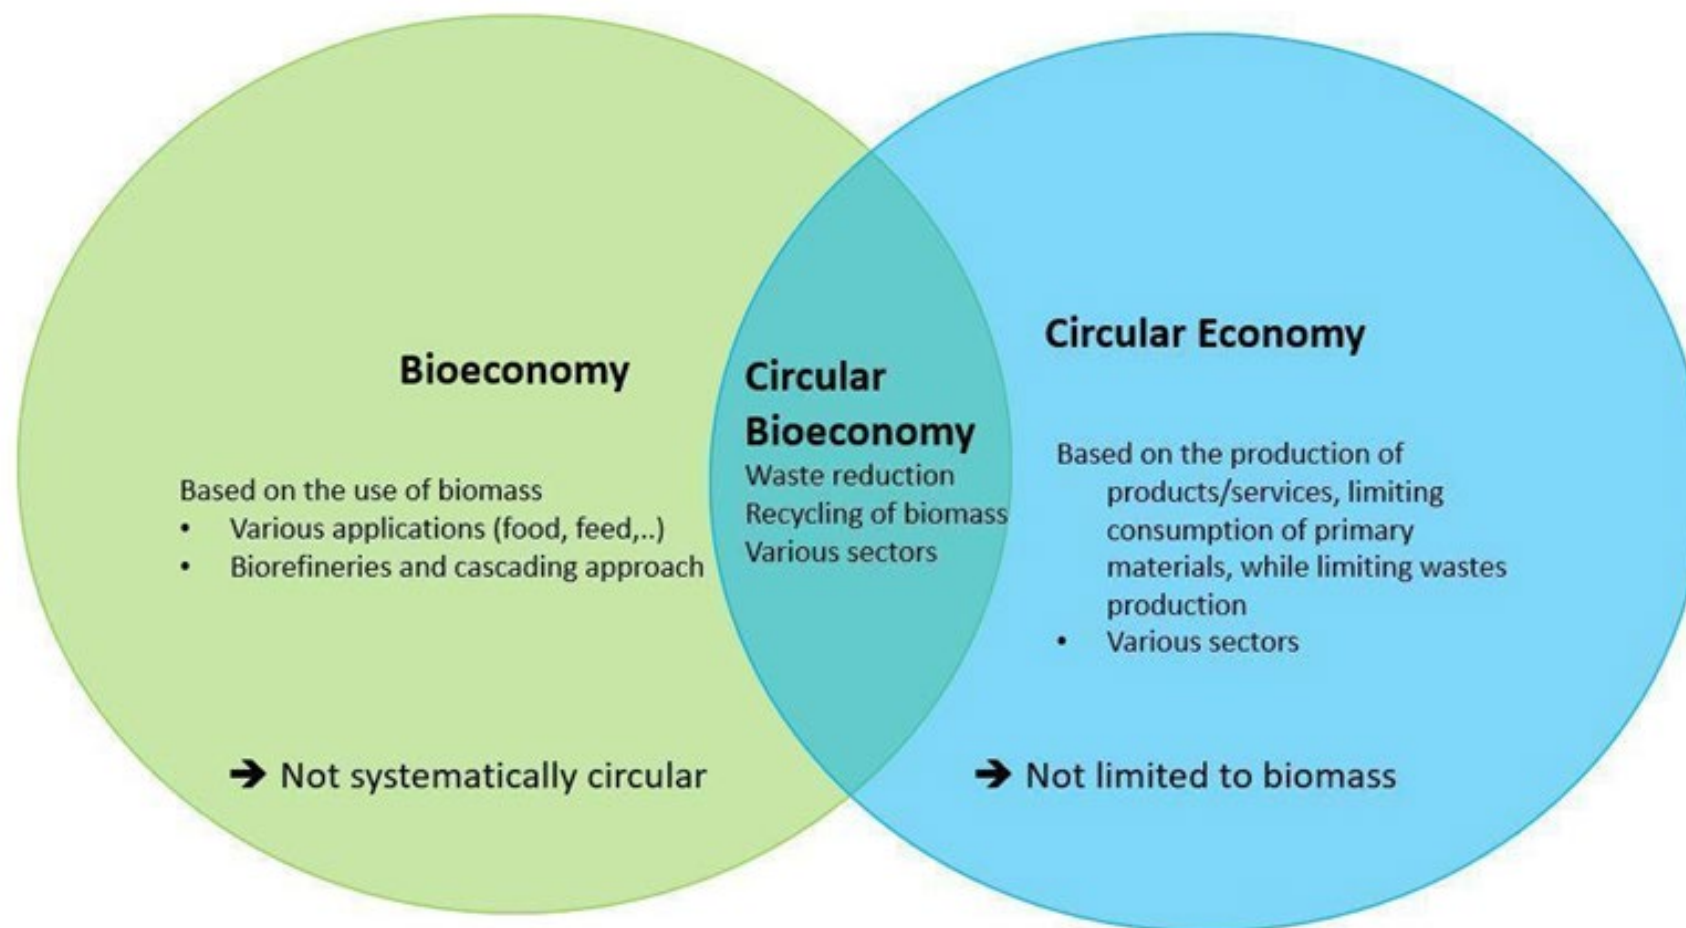 Bioeconomy
Based on the use of biomass
• Various applications (food, feed,..)
• Biorefineries and cascading approach
➔ Not systematically circular
Circular
Bioeconomy
Waste reduction
Recycling of biomass
Various sectors
Circular Economy
Based on the production of
products/services, limiting
consumption of primary
materials, while limiting wastes
production
• Various sectors
➔ Not limited to biomass